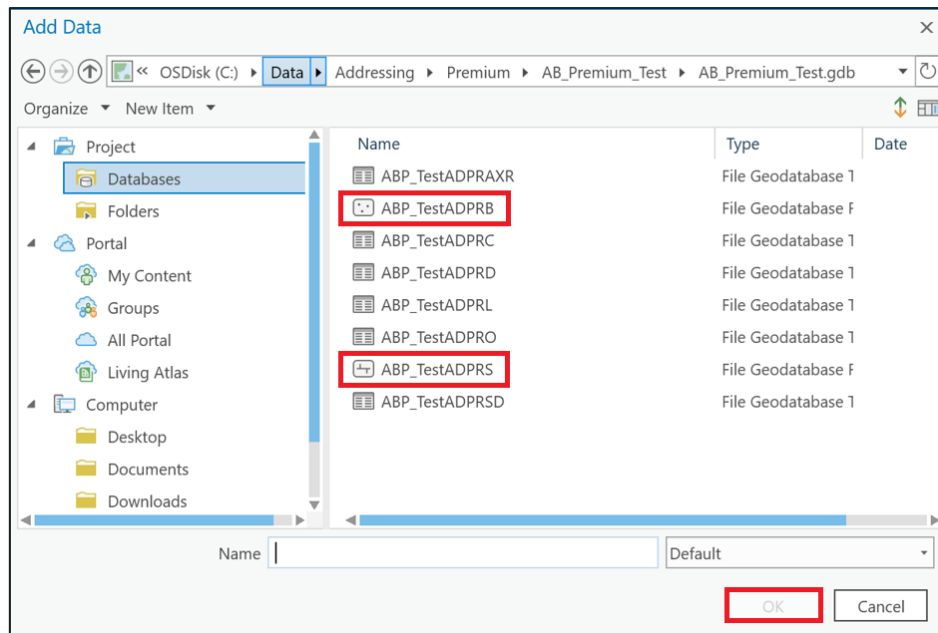 Add Data
« OSDisk (C:) Data Addressing Premium AB_Premium_Test AB_Premium_Test.gdb
Organize New Item
Project
Databases
Folders
Portal
My Content
Groups
All Portal
Living Atlas
Computer
Desktop
Documents
Downloads
Name Type Date
ABP_TestADPRAXR File Geodatabase T
ABP_TestADPRB File Geodatabase F
ABP_TestADPRC File Geodatabase T
ABP_TestADPRD File Geodatabase T
ABP_TestADPRL File Geodatabase T
ABP_TestADPRO File Geodatabase T
ABP_TestADPRS File Geodatabase F
ABP_TestADPRSD File Geodatabase T
Name Default
OK Cancel